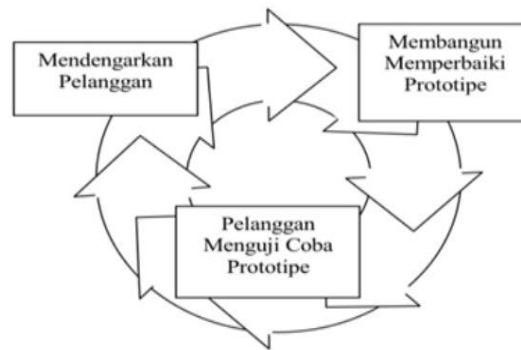 Mendengarkan
Pelanggan
Membangun
Memperbaiki
Prototipe
Pelanggan
Menguji Coba
Prototipe